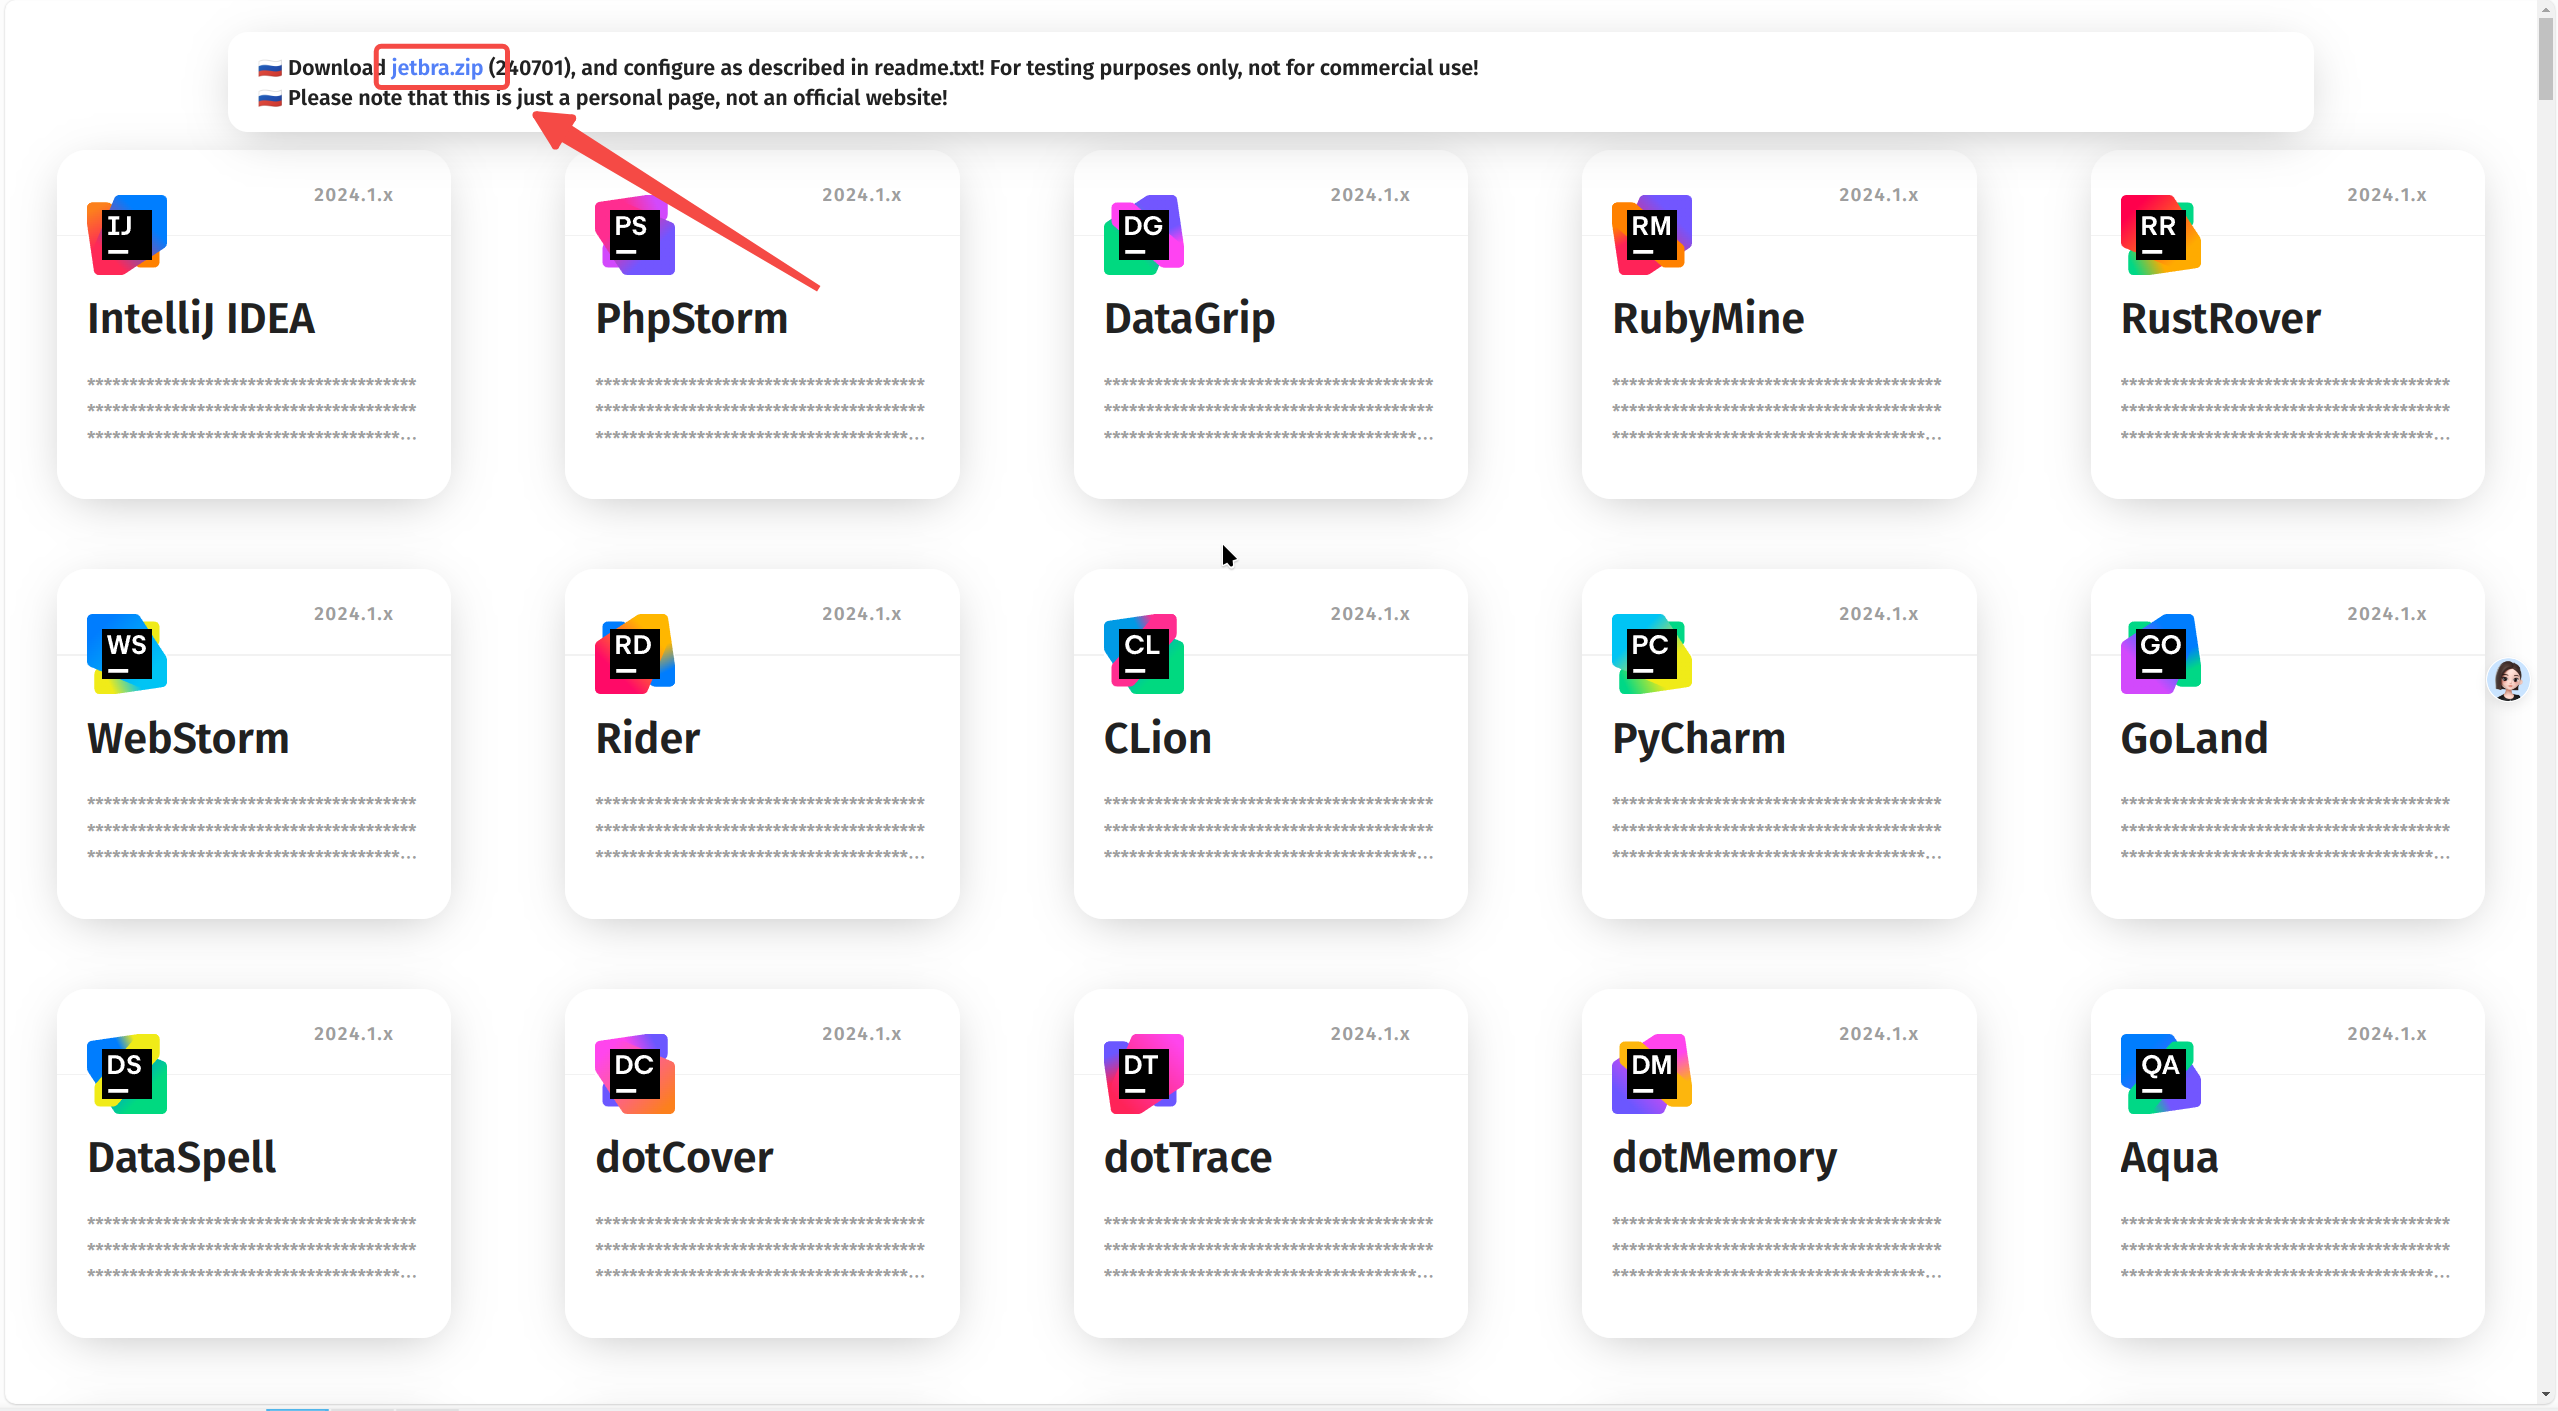 Download jetbra.zip (240701), and configure as described in readme.txt! For testing purposes only, not for commercial use!
Please note that this is just a personal page, not an official website!
2024.1.x 2024.1.x 2024.1.x 2024.1.x 2024.1.x
IJ PS DG RM RR
IntelliJ IDEA PhpStorm DataGrip RubyMine RustRover
*************************************** *************************************** *************************************** *************************************** ***************************************
*************************************** *************************************** *************************************** *************************************** ***************************************
*************************************... *************************************... *************************************... *************************************... *************************************...
2024.1.x 2024.1.x 2024.1.x 2024.1.x 2024.1.x
WS RD CL PC GO
WebStorm Rider CLion PyCharm GoLand
*************************************** *************************************** *************************************** *************************************** ***************************************
*************************************** *************************************** *************************************** *************************************** ***************************************
*************************************... *************************************... *************************************... *************************************... *************************************...
2024.1.x 2024.1.x 2024.1.x 2024.1.x 2024.1.x
DS DC DT DM QA
DataSpell dotCover dotTrace dotMemory Aqua
*************************************** *************************************** *************************************** *************************************** ***************************************
*************************************** *************************************** *************************************** *************************************** ***************************************
*************************************... *************************************... *************************************... *************************************... *************************************...